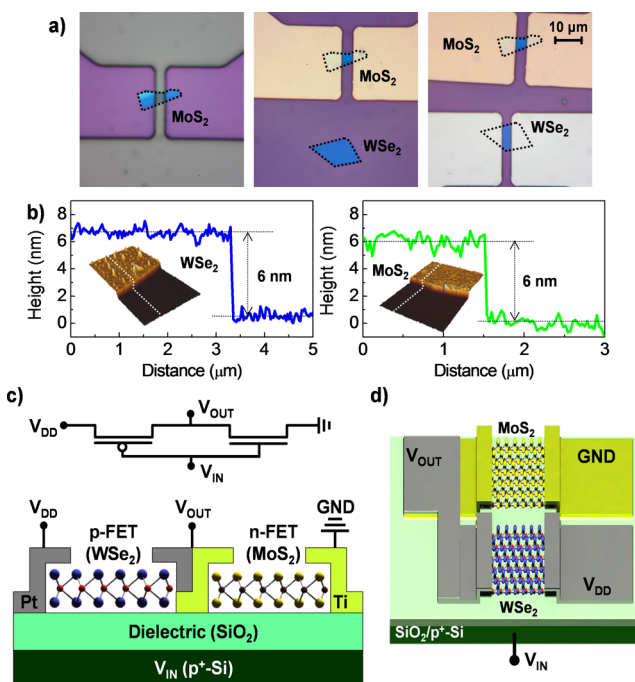 a)
MoS2
MoS2
WSe2
MoS2
10 μm
WSe2
b)
Height (nm)
8
6
4
2
0
WSe2
6 nm
0 1 2 3 4 5
Distance (μm)
Height (nm)
8
6
4
2
0
MoS2
6 nm
0 1 2 3
Distance (μm)
c)
VDD
VOUT
VIN
VDD
p-FET
(WSe2)
VOUT
n-FET
(MoS2)
GND
Pt
Ti
Dielectric (SiO2)
VIN (p+-Si)
d)
MoS2
VOUT
GND
VDD
WSe2
SiO2/p+-Si
VIN